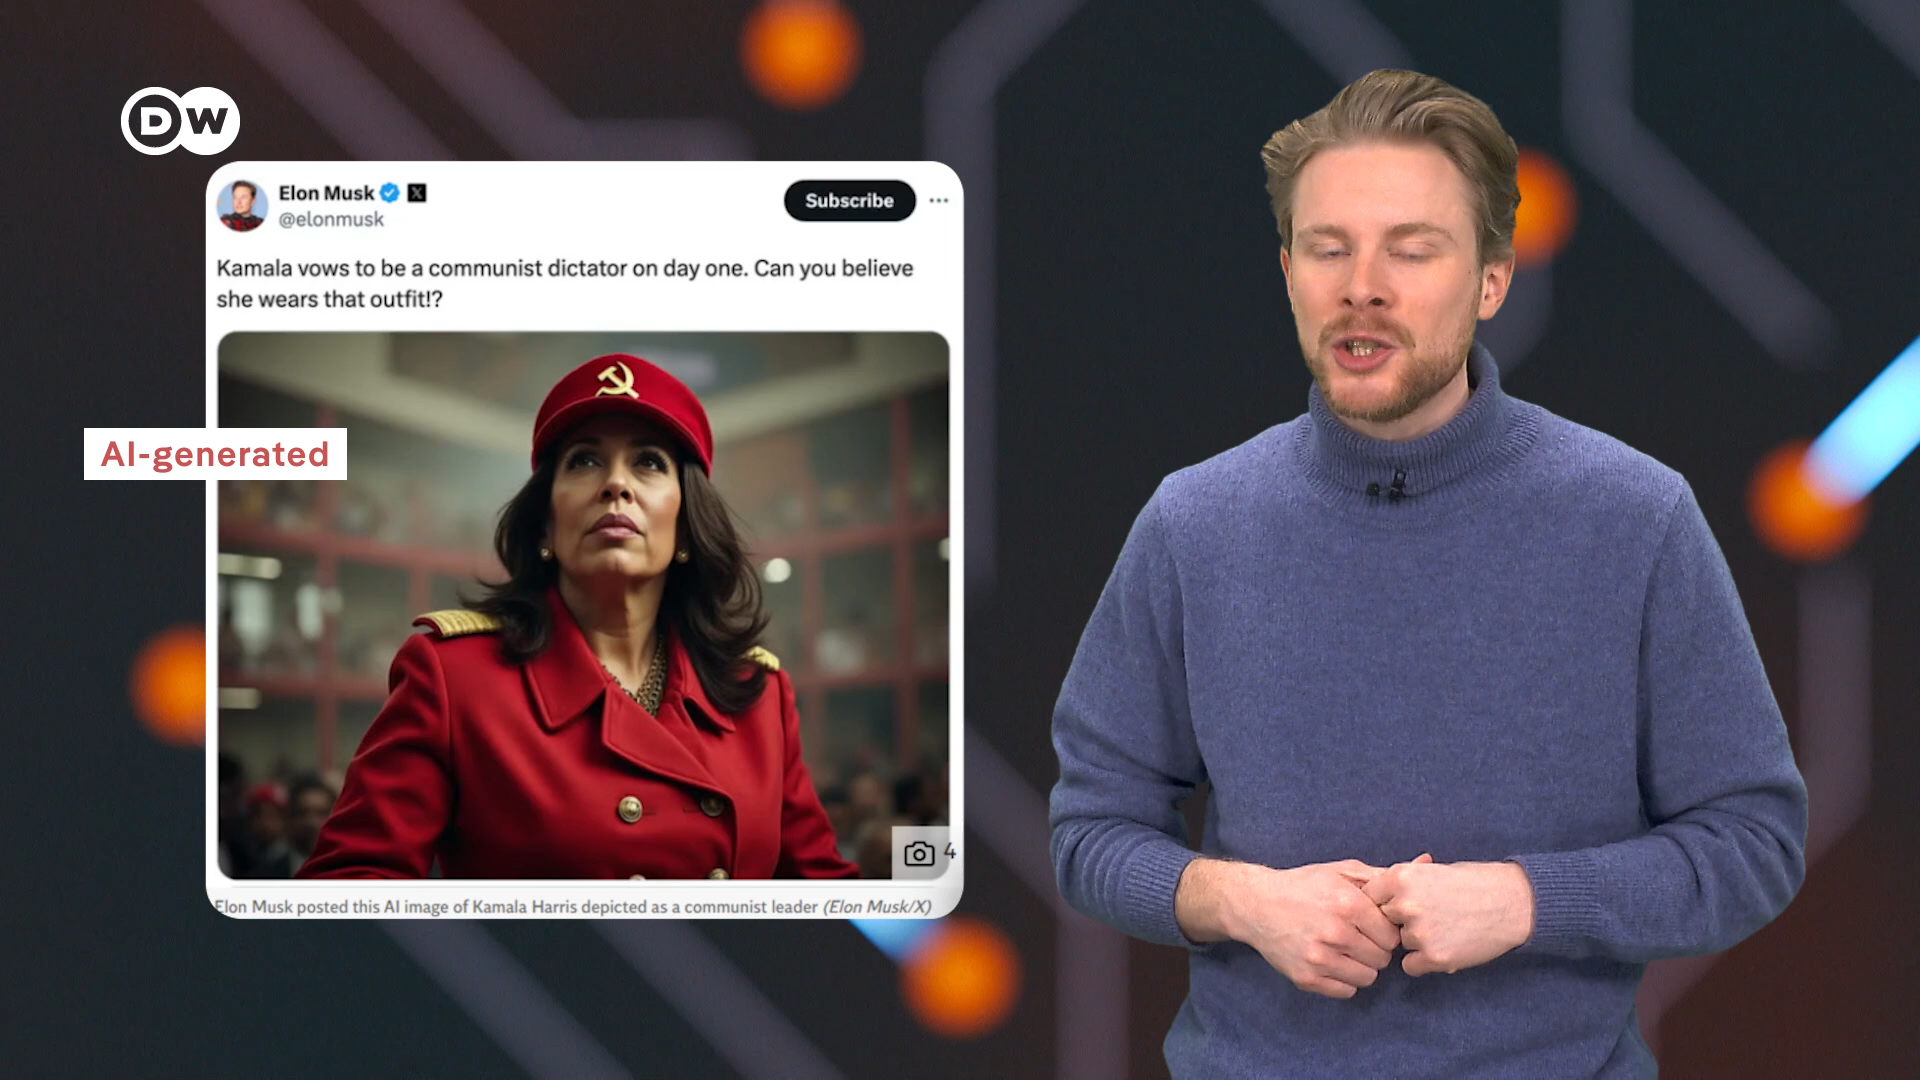 DW
Elon Musk
@elonmusk
Subscribe
Kamala vows to be a communist dictator on day one. Can you believe
she wears that outfit!?
AI-generated
4
Elon Musk posted this AI image of Kamala Harris depicted as a communist leader (Elon Musk/X)